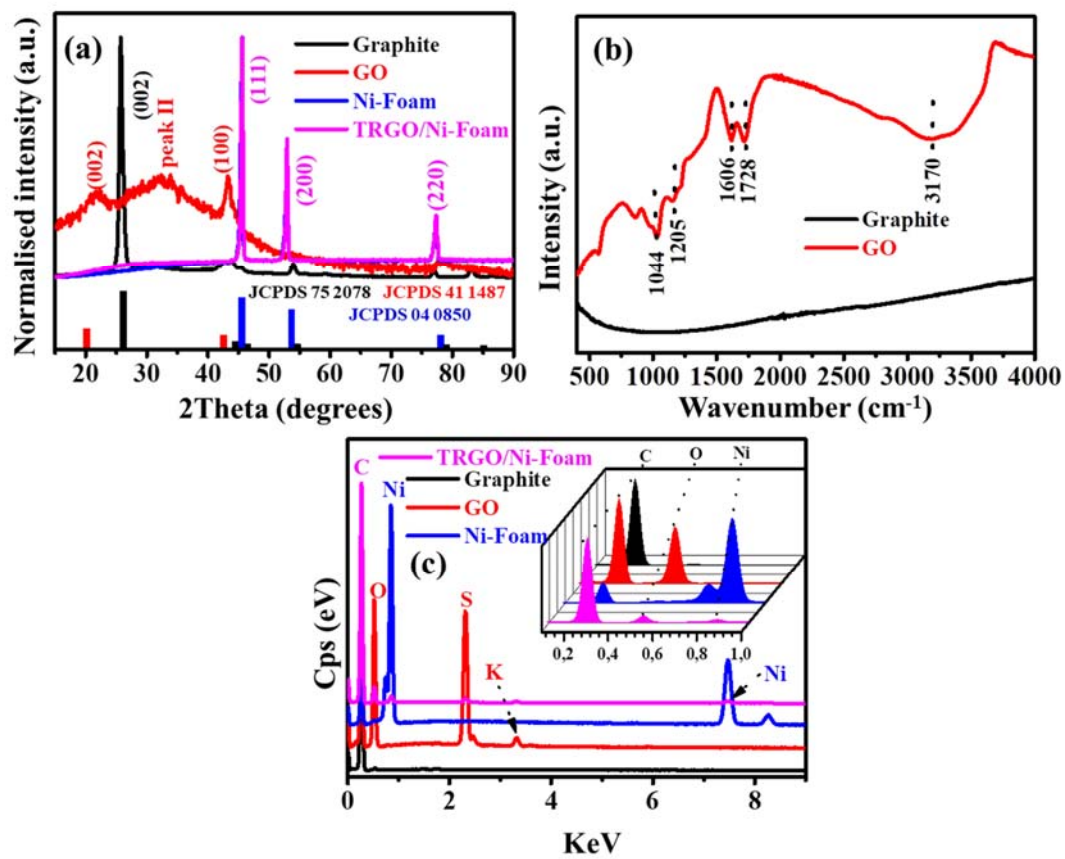 (a)
Graphite
GO
Ni-Foam
TRGO/Ni-Foam
(002)
peak II
(100)
(002)
(111)
(200)
(220)
JCPDS 75 2078
JCPDS 41 1487
JCPDS 04 0850
Normalised intensity (a.u.)
20 30 40 50 60 70 80 90
2Theta (degrees)
(b)
1044
1205
1606
1728
3170
Graphite
GO
Intensity (a.u.)
500 1000 1500 2000 2500 3000 3500 4000
Wavenumber (cm-1)
TRGO/Ni-Foam
Graphite
GO
Ni-Foam
(c)
C
O
Ni
S
K
Ni
C O Ni
0,2 0,4 0,6 0,8 1,0
Cps (eV)
0 2 4 6 8
KeV